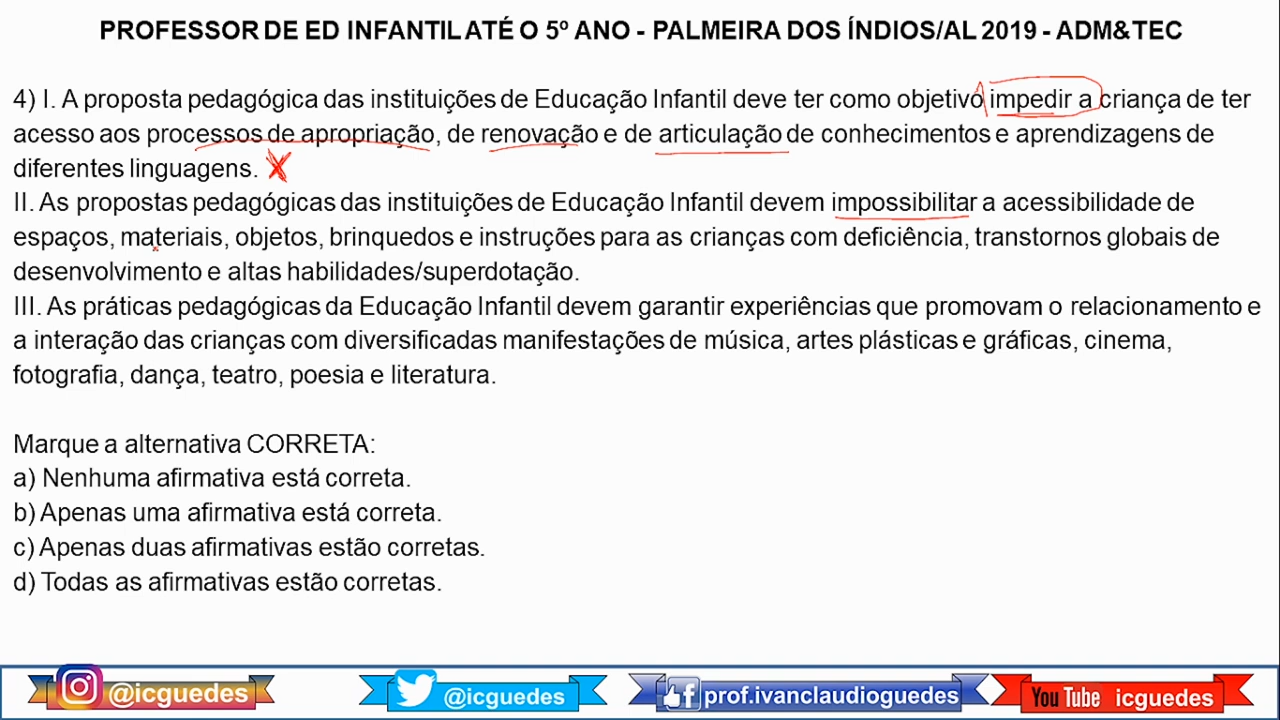 PROFESSOR DE ED INFANTIL ATÉ O 5º ANO - PALMEIRA DOS ÍNDIOS/AL 2019 - ADM&TEC
4) I. A proposta pedagógica das instituições de Educação Infantil deve ter como objetivo impedir a criança de ter
acesso aos processos de apropriação, de renovação e de articulação de conhecimentos e aprendizagens de
diferentes linguagens.
II. As propostas pedagógicas das instituições de Educação Infantil devem impossibilitar a acessibilidade de
espaços, materiais, objetos, brinquedos e instruções para as crianças com deficiência, transtornos globais de
desenvolvimento e altas habilidades/superdotação.
III. As práticas pedagógicas da Educação Infantil devem garantir experiências que promovam o relacionamento e
a interação das crianças com diversificadas manifestações de música, artes plásticas e gráficas, cinema,
fotografia, dança, teatro, poesia e literatura.
Marque a alternativa CORRETA:
a) Nenhuma afirmativa está correta.
b) Apenas uma afirmativa está correta.
c) Apenas duas afirmativas estão corretas.
d) Todas as afirmativas estão corretas.
@icguedes @icguedes prof.ivanclaudioguedes You Tube icguedes